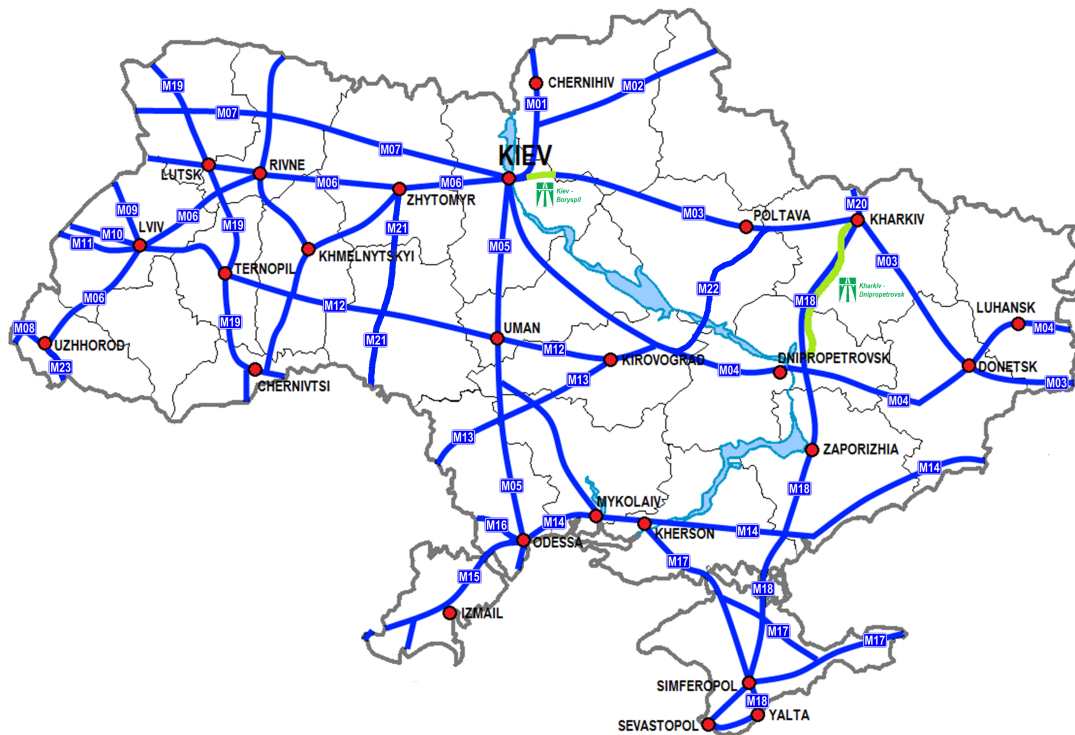 M19
M07
CHERNIHIV
M02
M01
M07
KIEV
RIVNE
LUTSK
M06
M06
ZHYTOMYR
Kiev -
Boryspil
M20
M09
M06
M10
M11
LVIV
M19
M21
M03
POLTAVA
KHARKIV
M05
KHMELNYTSKYI
M03
TERNOPIL
M06
M12
M22
M18
Kharkiv -
Dnipropetrovsk
LUHANSK
M19
M08
UZHHOROD
M21
UMAN
M12
M04
M23
KIROVOGRAD
DNIPROPETROVSK
DONETSK
CHERNIVTSI
M13
M04
M04
M03
M13
ZAPORIZHIA
M14
M05
M18
MYKOLAIV
M16
M14
KHERSON
M14
ODESSA
M17
M15
M18
IZMAIL
M17
M17
SIMFEROPOL
M18
YALTA
SEVASTOPOL